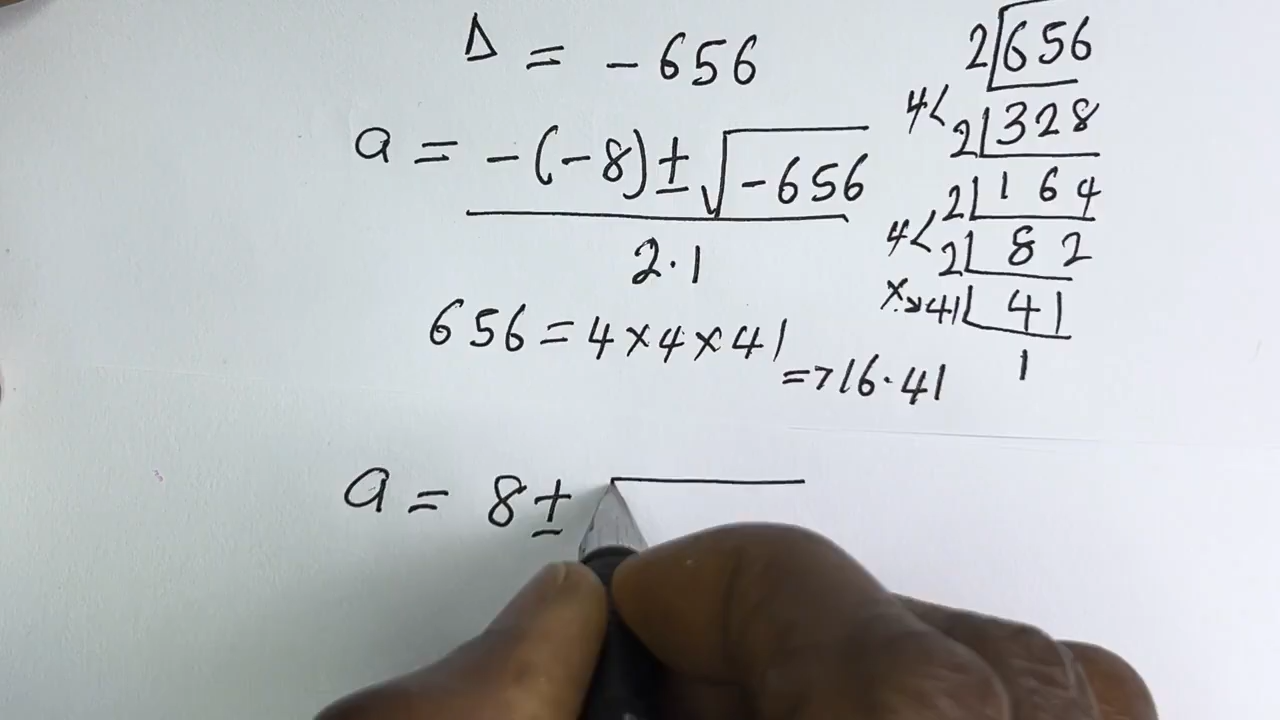 Δ = -656
a = -(-8)±√-656
2·1
656 = 4×4×41
=>16·41
a = 8±
2 656
4< 2 328
2 164
4< 2 82
×>41 41
1